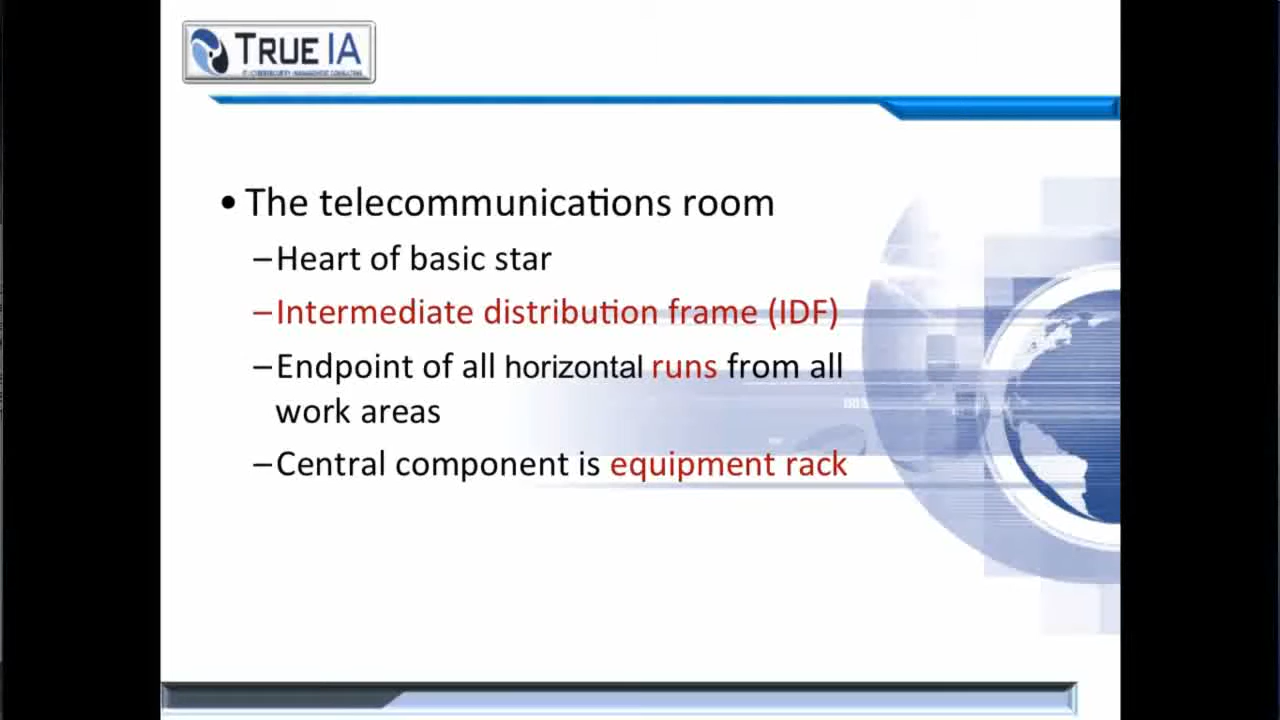 TRUE IA
• The telecommunications room
–Heart of basic star
–Intermediate distribution frame (IDF)
–Endpoint of all horizontal runs from all
work areas
–Central component is equipment rack